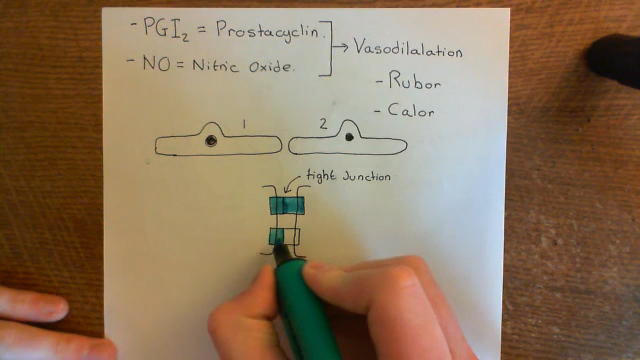 - PGI₂ = Prostacyclin.
- NO = Nitric Oxide.
→ Vasodilalation
- Rubor
- Calor
1
2
tight Junction